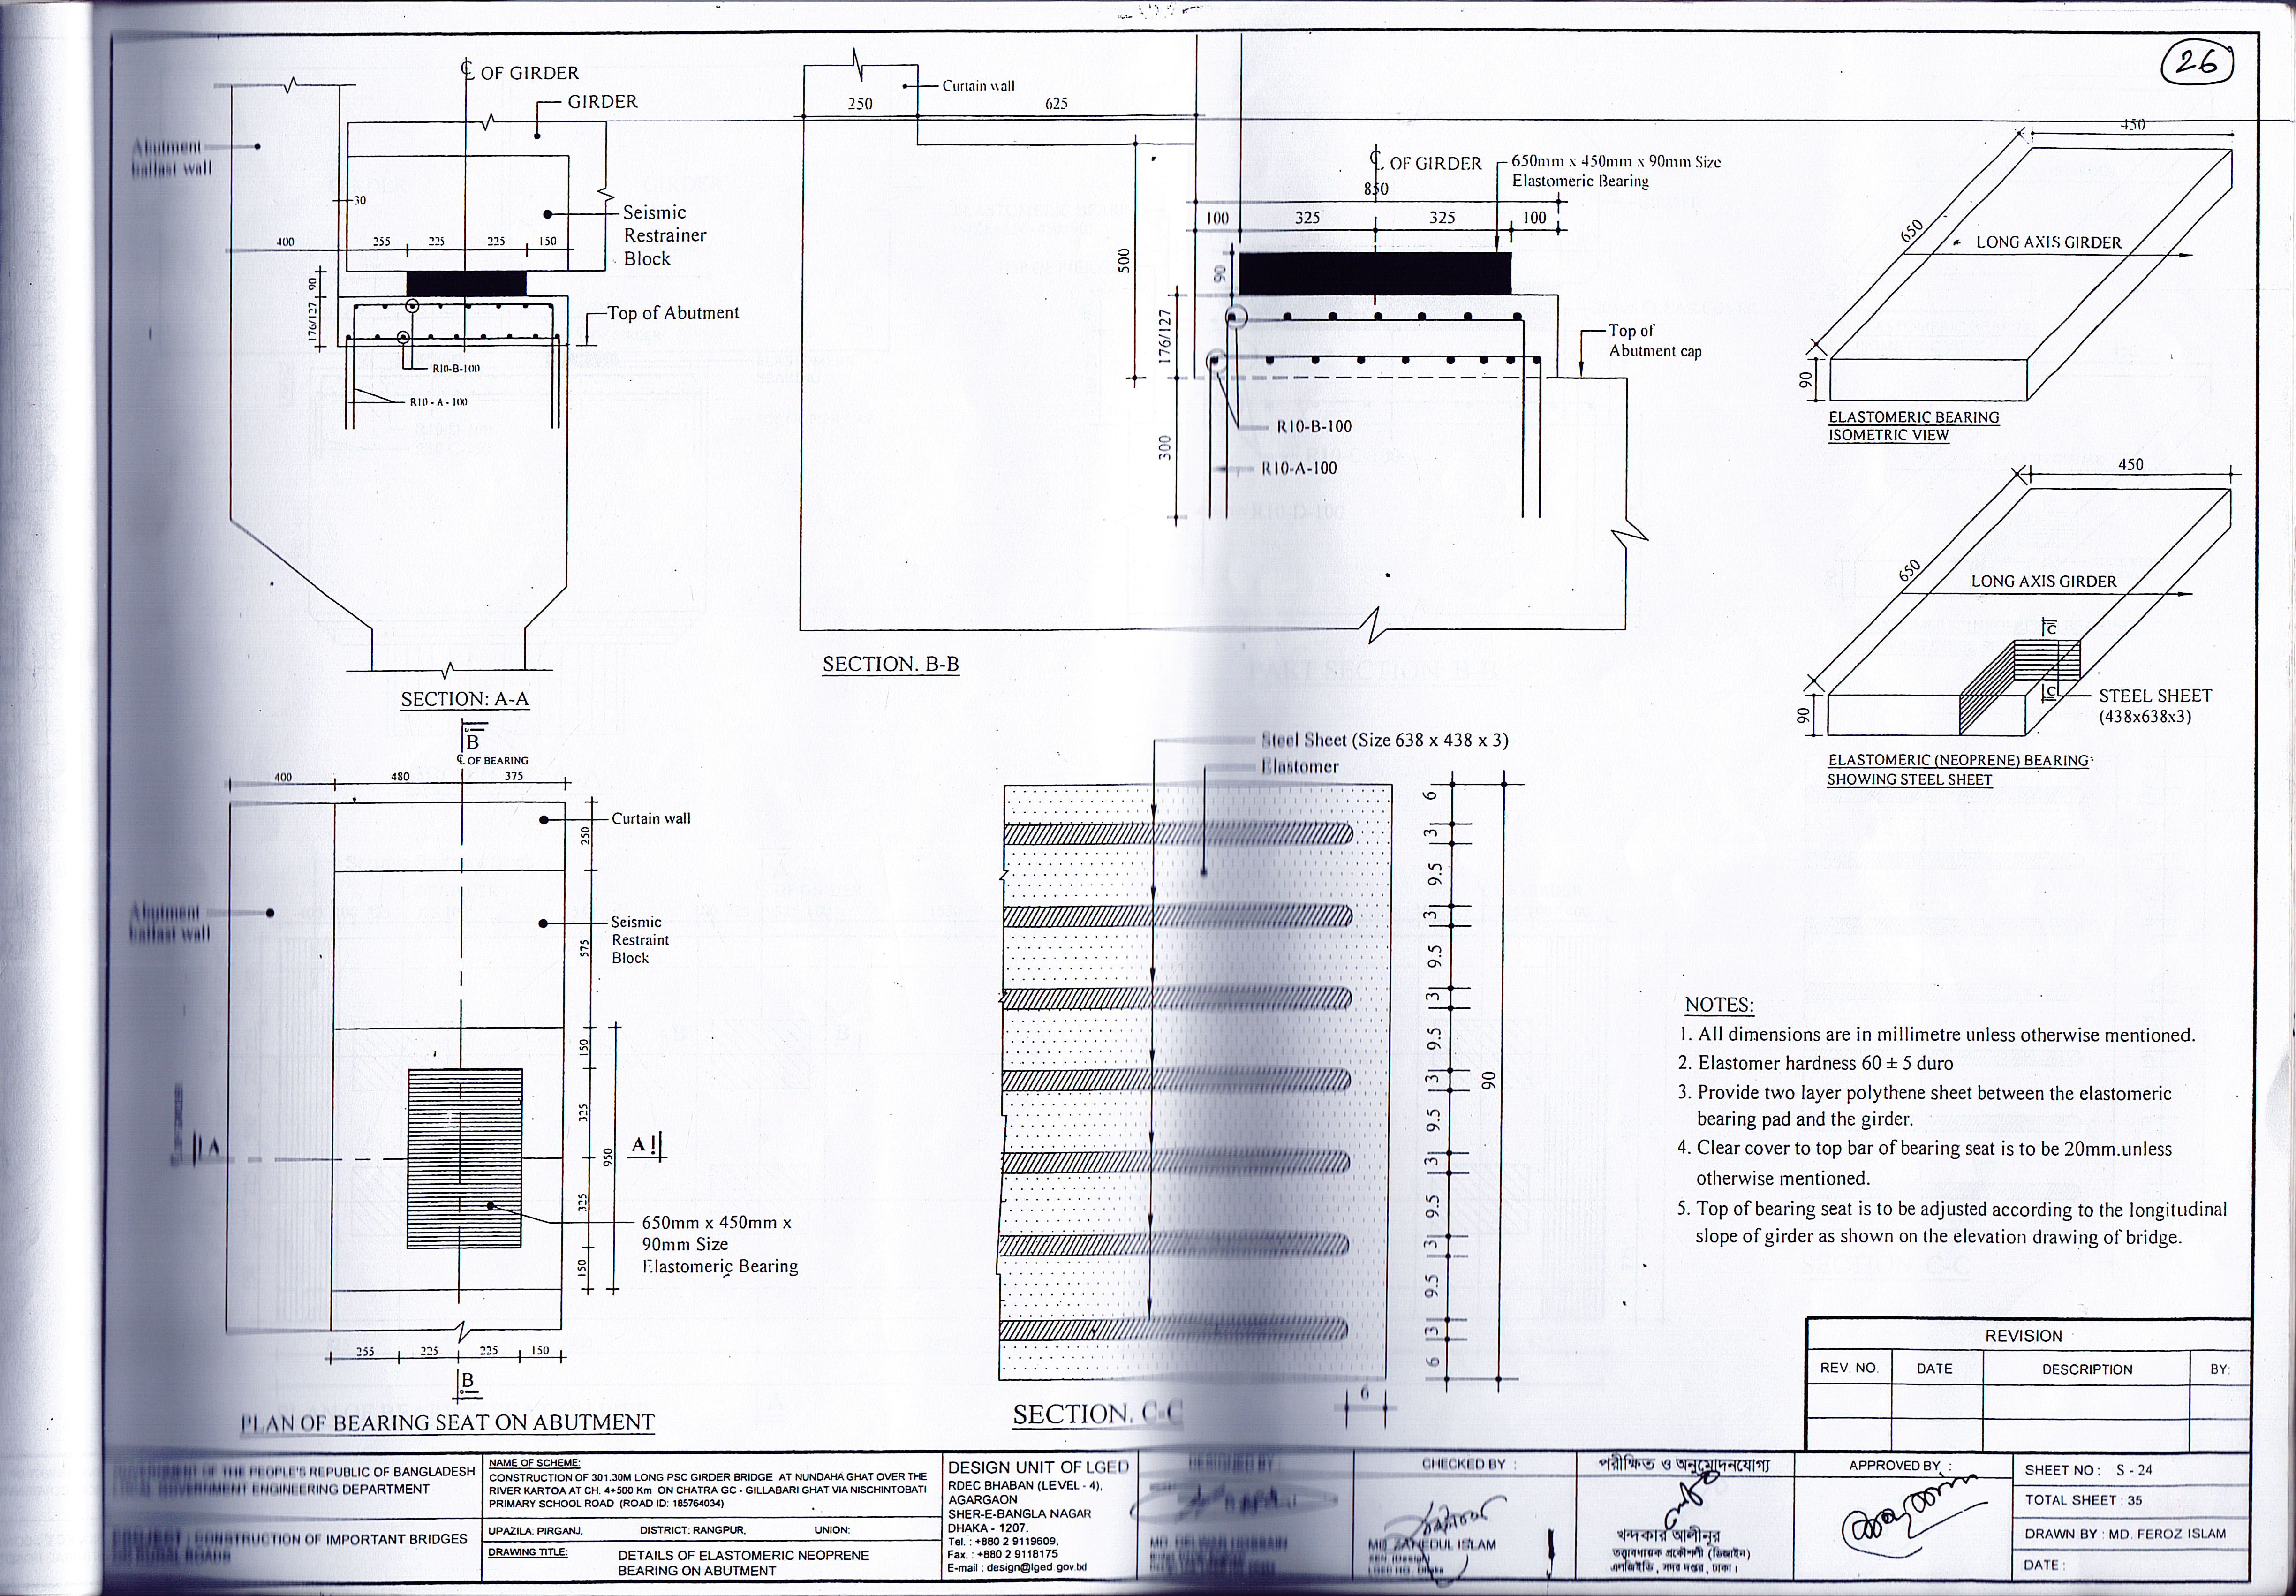 26
℄ OF GIRDER
GIRDER
Abutment
ballast wall
30
Seismic
Restrainer
Block
400
255
225
225
150
90
176/127
Top of Abutment
R10-B-100
R10 - A - 100
SECTION: A-A
Curtain wall
250
625
℄ OF GIRDER
650mm x 450mm x 90mm Size
Elastomeric Bearing
850
100
325
325
100
500
90
176/127
300
Top of
Abutment cap
R10-B-100
R10-A-100
SECTION. B-B
450
650
LONG AXIS GIRDER
90
ELASTOMERIC BEARING
ISOMETRIC VIEW
450
650
LONG AXIS GIRDER
C
C
90
STEEL SHEET
(438x638x3)
ELASTOMERIC (NEOPRENE) BEARING
SHOWING STEEL SHEET
B
℄ OF BEARING
400
480
375
Curtain wall
250
Abutment
ballast wall
Seismic
Restraint
Block
575
150
325
A
A
950
325
650mm x 450mm x
90mm Size
Elastomeric Bearing
150
255
225
225
150
B
PLAN OF BEARING SEAT ON ABUTMENT
Steel Sheet (Size 638 x 438 x 3)
Elastomer
6
3
9.5
3
9.5
3
9.5
3
9.5
3
9.5
3
9.5
3
6
90
6
SECTION. C-C
NOTES:
1. All dimensions are in millimetre unless otherwise mentioned.
2. Elastomer hardness 60 ± 5 duro
3. Provide two layer polythene sheet between the elastomeric
bearing pad and the girder.
4. Clear cover to top bar of bearing seat is to be 20mm.unless
otherwise mentioned.
5. Top of bearing seat is to be adjusted according to the longitudinal
slope of girder as shown on the elevation drawing of bridge.
REVISION
REV. NO.
DATE
DESCRIPTION
BY:
GOVERNMENT OF THE PEOPLE'S REPUBLIC OF BANGLADESH
LOCAL GOVERNMENT ENGINEERING DEPARTMENT
PROJECT : CONSTRUCTION OF IMPORTANT BRIDGES
NAME OF SCHEME:
CONSTRUCTION OF 301.30M LONG PSC GIRDER BRIDGE AT NUNDAHA GHAT OVER THE
RIVER KARTOA AT CH. 4+500 Km ON CHATRA GC - GILLABARI GHAT VIA NISCHINTOBATI
PRIMARY SCHOOL ROAD (ROAD ID: 185764034)
UPAZILA: PIRGANJ,
DISTRICT: RANGPUR,
UNION:
DRAWING TITLE:
DETAILS OF ELASTOMERIC NEOPRENE
BEARING ON ABUTMENT
DESIGN UNIT OF LGED
RDEC BHABAN (LEVEL - 4),
AGARGAON
SHER-E-BANGLA NAGAR
DHAKA - 1207.
Tel. : +880 2 9119609,
Fax. : +880 2 9118175
E-mail : design@lged.gov.bd
DESIGNED BY
CHECKED BY :
MD. ZAHEDUL ISLAM
পরীক্ষিত ও অনুমোদনযোগ্য
খন্দকার আলীনূর
তত্ত্বাবধায়ক প্রকৌশলী (ডিজাইন)
এলজিইডি, সদর দপ্তর, ঢাকা।
APPROVED BY :
SHEET NO : S - 24
TOTAL SHEET : 35
DRAWN BY : MD. FEROZ ISLAM
DATE :